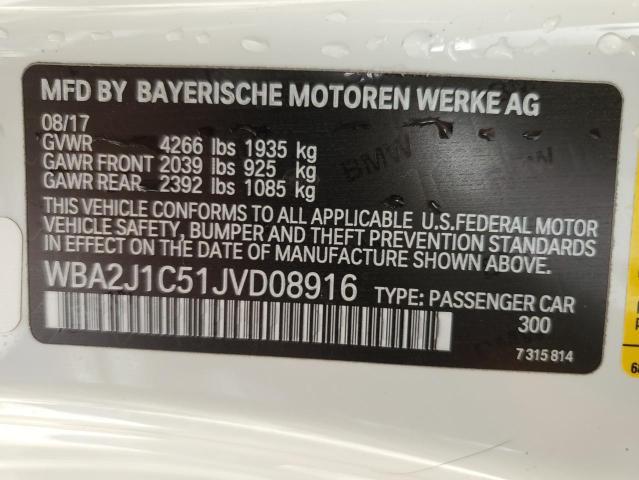 MFD BY BAYERISCHE MOTOREN WERKE AG
08/17
GVWR 4266 lbs 1935 kg
GAWR FRONT 2039 lbs 925 kg
GAWR REAR 2392 lbs 1085 kg
THIS VEHICLE CONFORMS TO ALL APPLICABLE U.S.FEDERAL MOTOR
VEHICLE SAFETY, BUMPER AND THEFT PREVENTION STANDARDS
IN EFFECT ON THE DATE OF MANUFACTURE SHOWN ABOVE.
WBA2J1C51JVD08916
TYPE: PASSENGER CAR
300
7 315 814
BMW